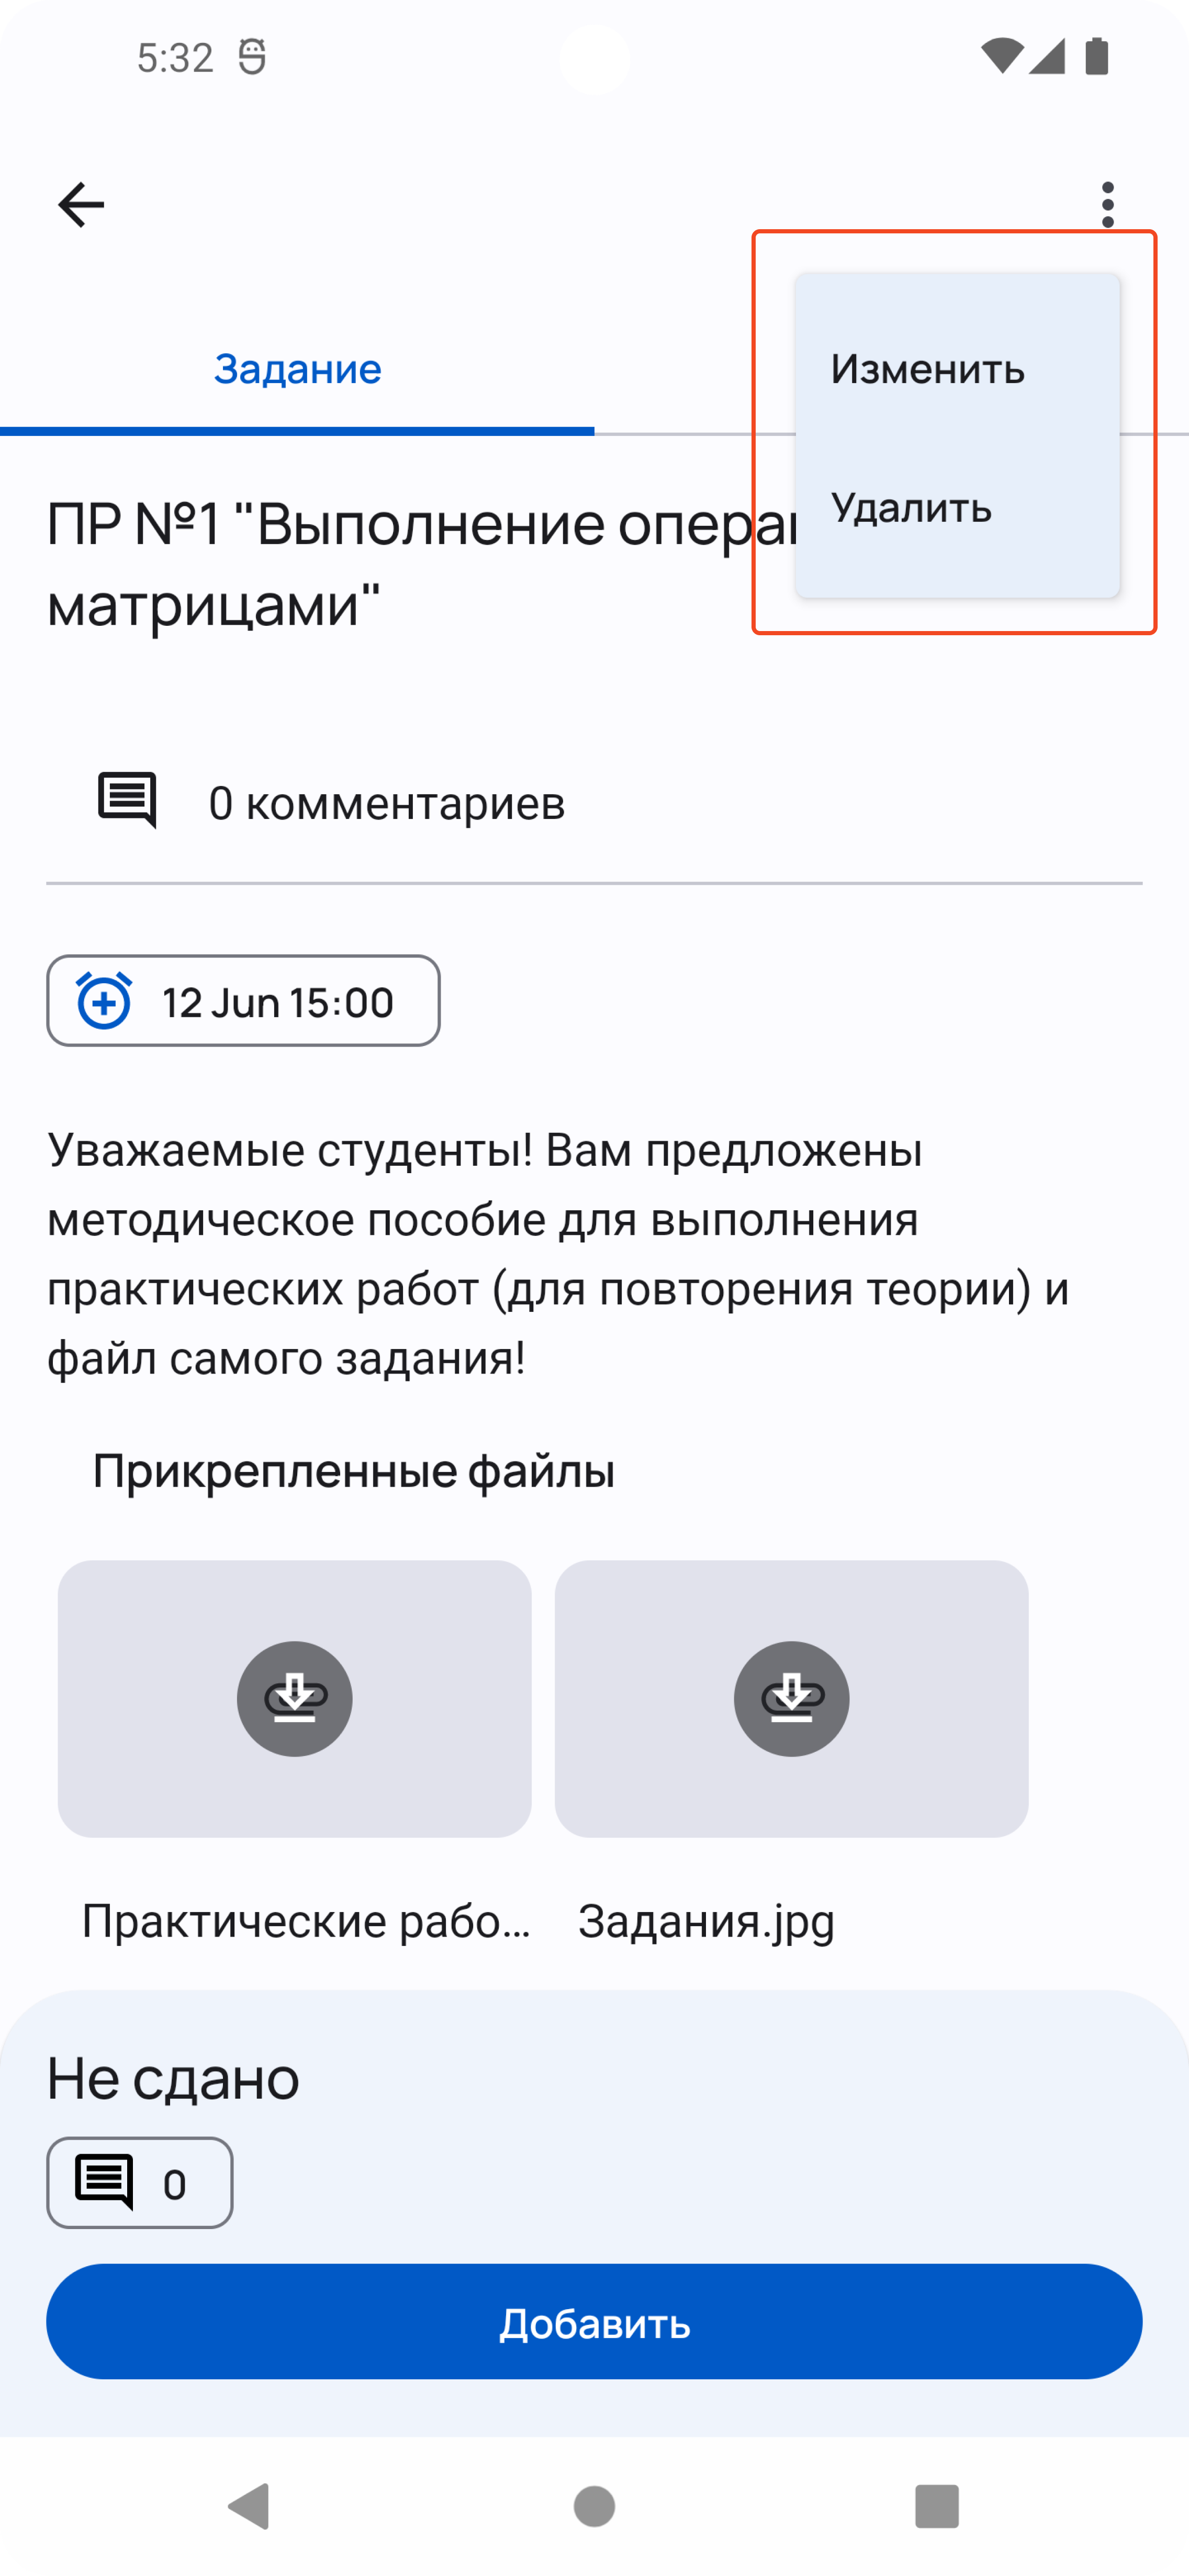 5:32
Задание
Изменить
Удалить
ПР №1 "Выполнение
матрицами"
0 комментариев
12 Jun 15:00
Уважаемые студенты! Вам предложены
методическое пособие для выполнения
практических работ (для повторения теории) и
файл самого задания!
Прикрепленные файлы
Практические рабо...
Задания.jpg
Не сдано
0
Добавить